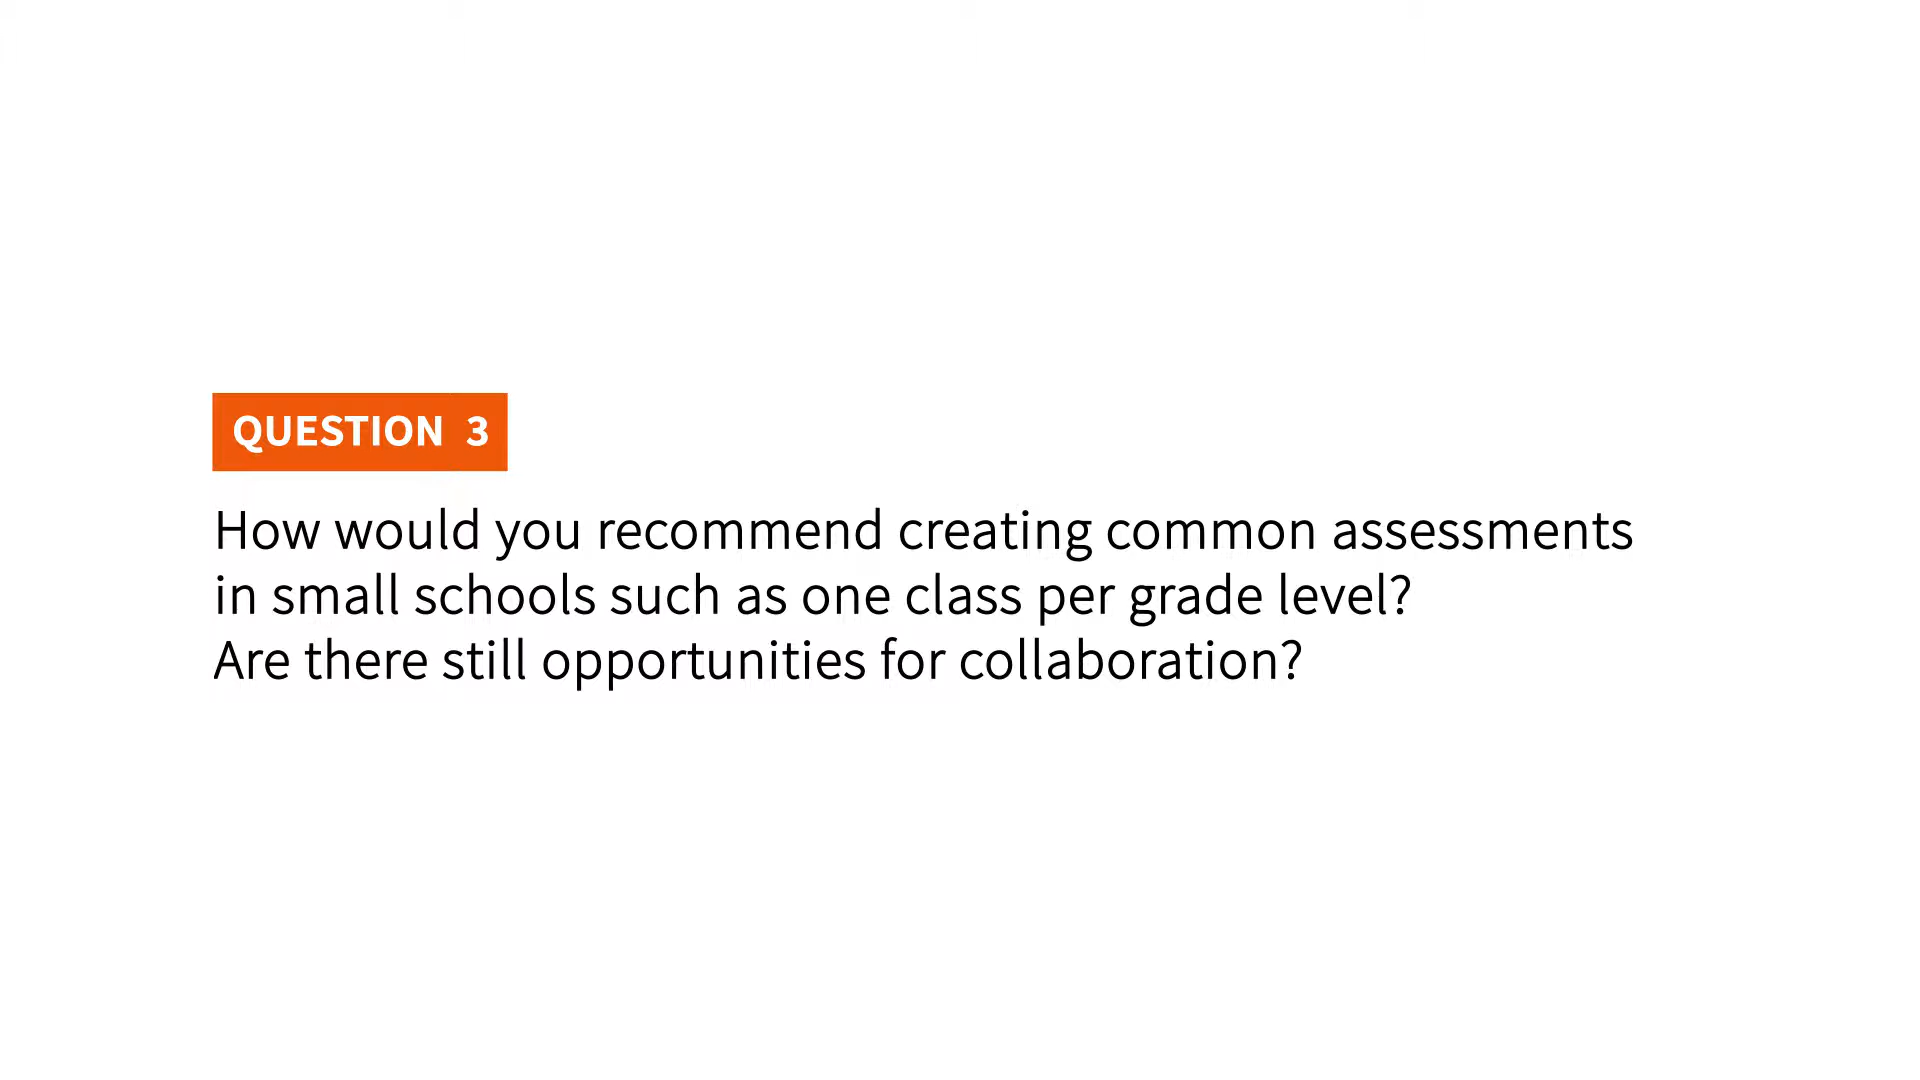 QUESTION 3
How would you recommend creating common assessments
in small schools such as one class per grade level?
Are there still opportunities for collaboration?